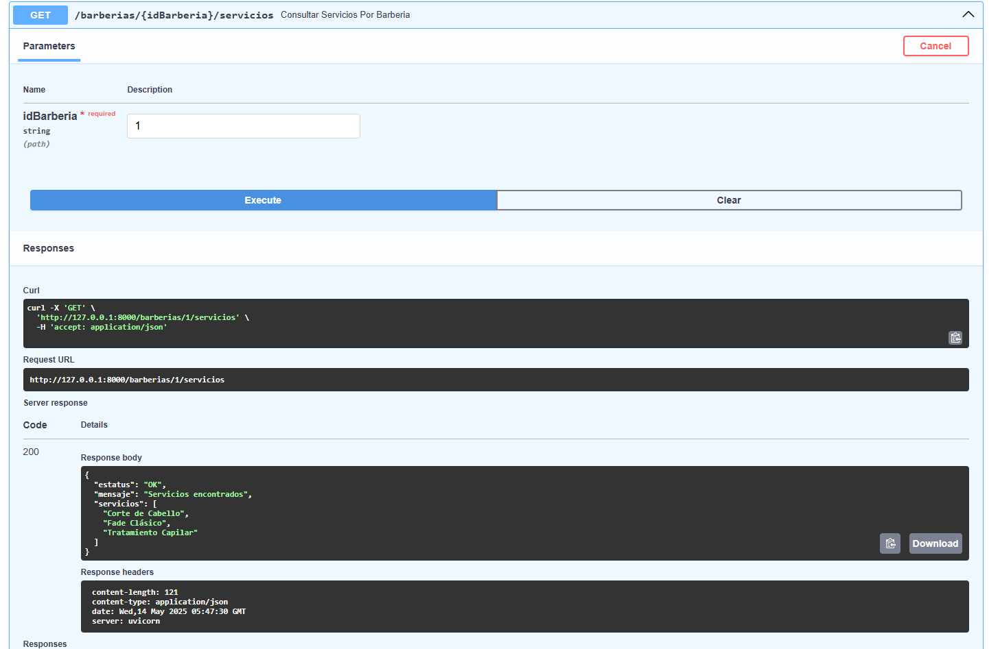 GET /barberias/{idBarberia}/servicios Consultar Servicios Por Barberia
Parameters
Cancel
Name Description
idBarberia * required
string
(path)
1
Execute Clear
Responses
Curl
curl -X 'GET' \
  'http://127.0.0.1:8000/barberias/1/servicios' \
  -H 'accept: application/json'
Request URL
http://127.0.0.1:8000/barberias/1/servicios
Server response
Code Details
200
Response body
{
  "estatus": "OK",
  "mensaje": "Servicios encontrados",
  "servicios": [
    "Corte de Cabello",
    "Fade Clásico",
    "Tratamiento Capilar"
  ]
}
Download
Response headers
content-length: 121
content-type: application/json
date: Wed,14 May 2025 05:47:30 GMT
server: uvicorn
Responses